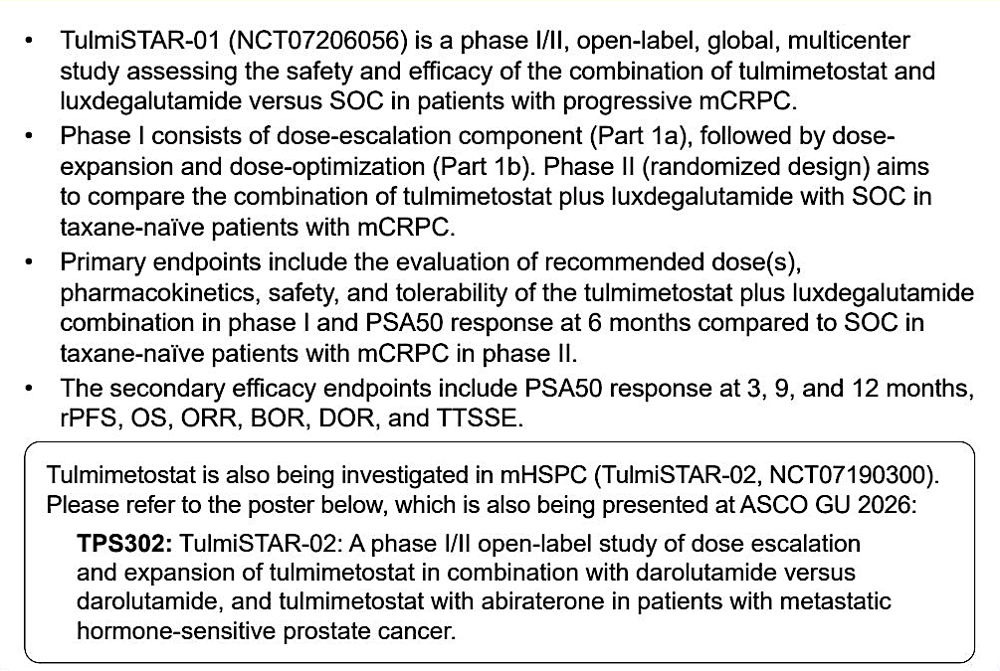 • TulmiSTAR-01 (NCT07206056) is a phase I/II, open-label, global, multicenter
study assessing the safety and efficacy of the combination of tulmimetostat and
luxdegalutamide versus SOC in patients with progressive mCRPC.
• Phase I consists of dose-escalation component (Part 1a), followed by dose-
expansion and dose-optimization (Part 1b). Phase II (randomized design) aims
to compare the combination of tulmimetostat plus luxdegalutamide with SOC in
taxane-naïve patients with mCRPC.
• Primary endpoints include the evaluation of recommended dose(s),
pharmacokinetics, safety, and tolerability of the tulmimetostat plus luxdegalutamide
combination in phase I and PSA50 response at 6 months compared to SOC in
taxane-naïve patients with mCRPC in phase II.
• The secondary efficacy endpoints include PSA50 response at 3, 9, and 12 months,
rPFS, OS, ORR, BOR, DOR, and TTSSE.
Tulmimetostat is also being investigated in mHSPC (TulmiSTAR-02, NCT07190300).
Please refer to the poster below, which is also being presented at ASCO GU 2026:
TPS302: TulmiSTAR-02: A phase I/II open-label study of dose escalation
and expansion of tulmimetostat in combination with darolutamide versus
darolutamide, and tulmimetostat with abiraterone in patients with metastatic
hormone-sensitive prostate cancer.